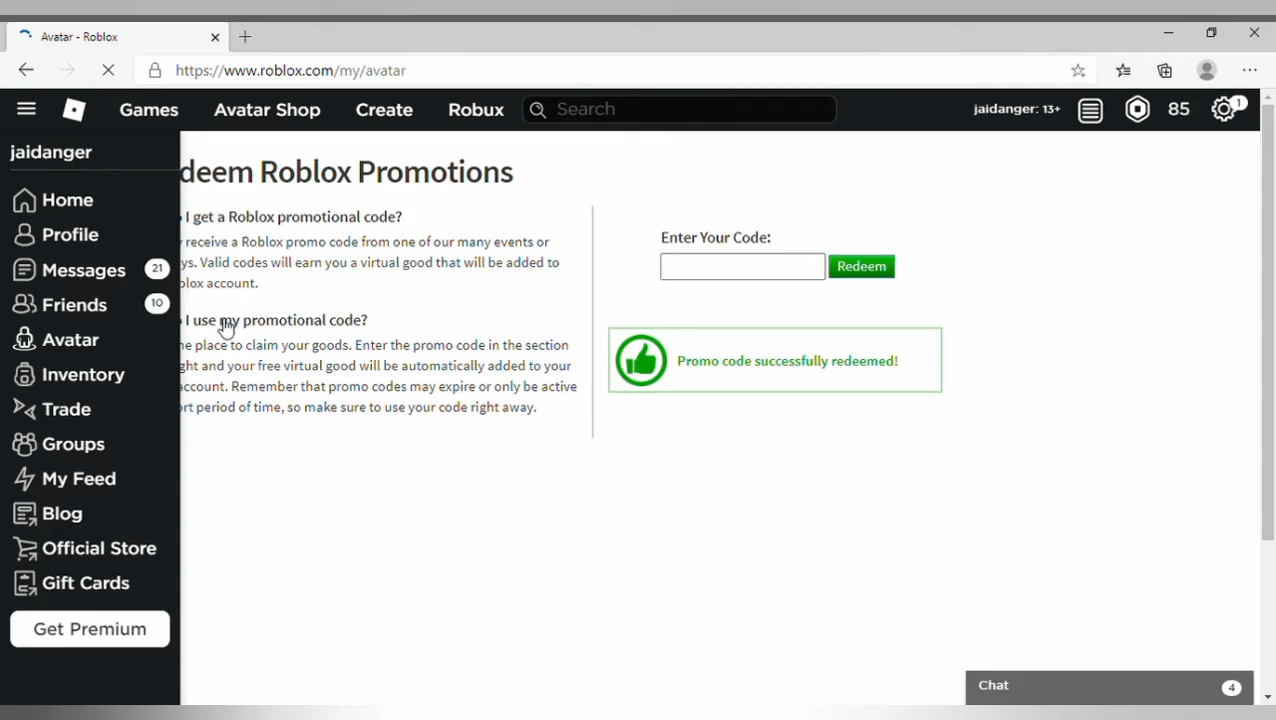 Avatar - Roblox
https://www.roblox.com/my/avatar
Games Avatar Shop Create Robux Search jaidanger: 13+ 85 1
jaidanger
Home
Profile
Messages 21
Friends 10
Avatar
Inventory
Trade
Groups
My Feed
Blog
Official Store
Gift Cards
Get Premium
deem Roblox Promotions
I get a Roblox promotional code?
receive a Roblox promo code from one of our many events or
ys. Valid codes will earn you a virtual good that will be added to
blox account.
I use my promotional code?
ne place to claim your goods. Enter the promo code in the section
ght and your free virtual good will be automatically added to your
account. Remember that promo codes may expire or only be active
ort period of time, so make sure to use your code right away.
Enter Your Code:
Redeem
Promo code successfully redeemed!
Chat 4